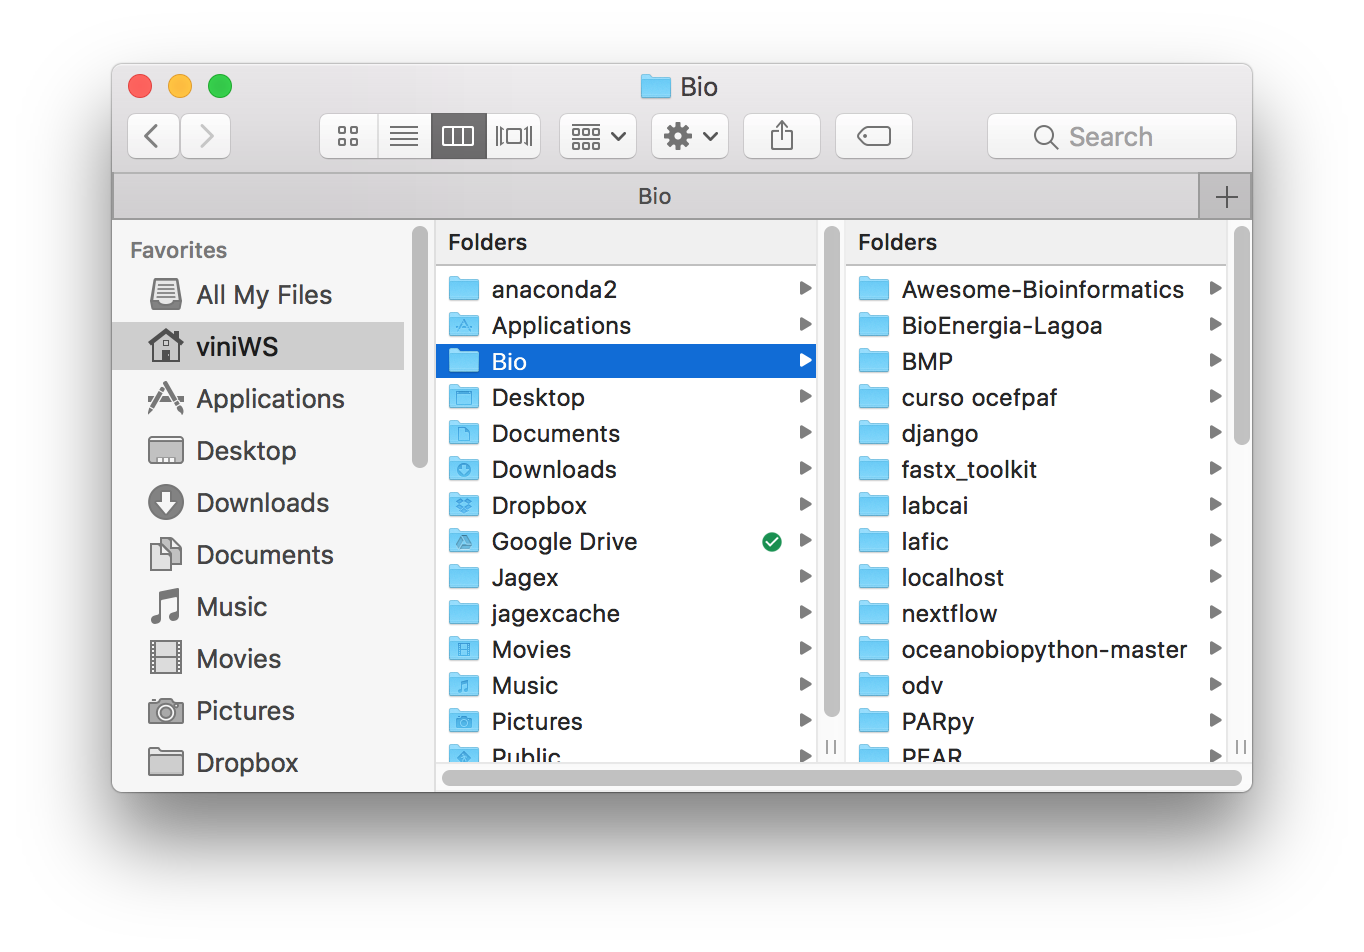 Bio
Search
Bio
Favorites
All My Files
viniWS
Applications
Desktop
Downloads
Documents
Music
Movies
Pictures
Dropbox
Folders
anaconda2
Applications
Bio
Desktop
Documents
Downloads
Dropbox
Google Drive
Jagex
jagexcache
Movies
Music
Pictures
Public
Folders
Awesome-Bioinformatics
BioEnergia-Lagoa
BMP
curso ocefpaf
django
fastx_toolkit
labcai
lafic
localhost
nextflow
oceanobiopython-master
odv
PARpy
PEAR